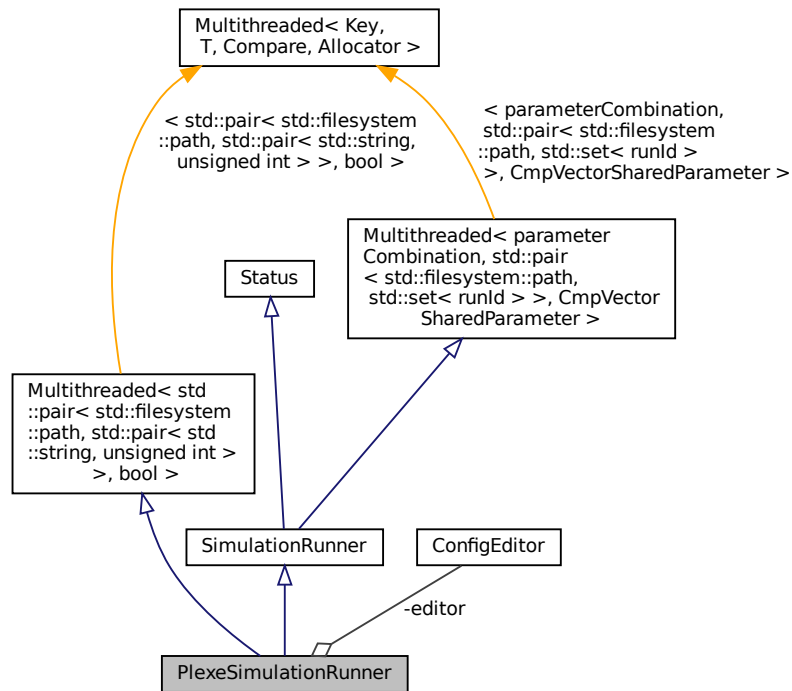 Multithreaded< Key,
T, Compare, Allocator >
< std::pair< std::filesystem
::path, std::pair< std::string,
unsigned int > >, bool >
< parameterCombination,
std::pair< std::filesystem
::path, std::set< runId >
>, CmpVectorSharedParameter >
Multithreaded< parameter
Combination, std::pair
< std::filesystem::path,
std::set< runId > >, CmpVector
SharedParameter >
Status
Multithreaded< std
::pair< std::filesystem
::path, std::pair< std
::string, unsigned int >
>, bool >
SimulationRunner
ConfigEditor
-editor
PlexeSimulationRunner